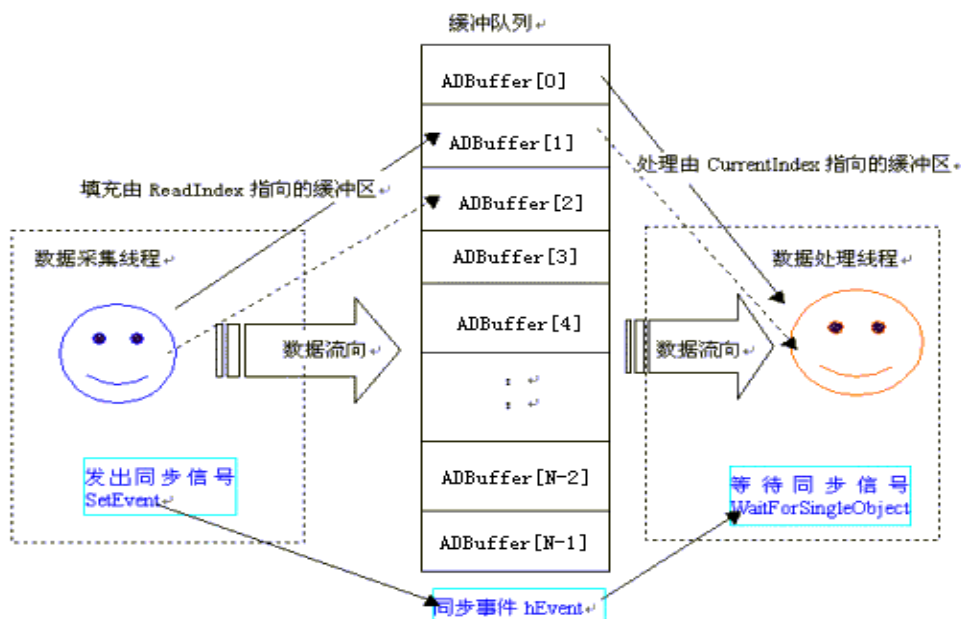 缓冲队列
ADBuffer[0]
ADBuffer[1]
处理由 CurrentIndex 指向的缓冲区
填充由 ReadIndex 指向的缓冲区
ADBuffer[2]
数据采集线程
ADBuffer[3]
数据处理线程
ADBuffer[4]
数据流向
数据流向
:
:
发出同步信号
SetEvent
ADBuffer[N-2]
等待同步信号
WaitForSingleObject
ADBuffer[N-1]
同步事件 hEvent